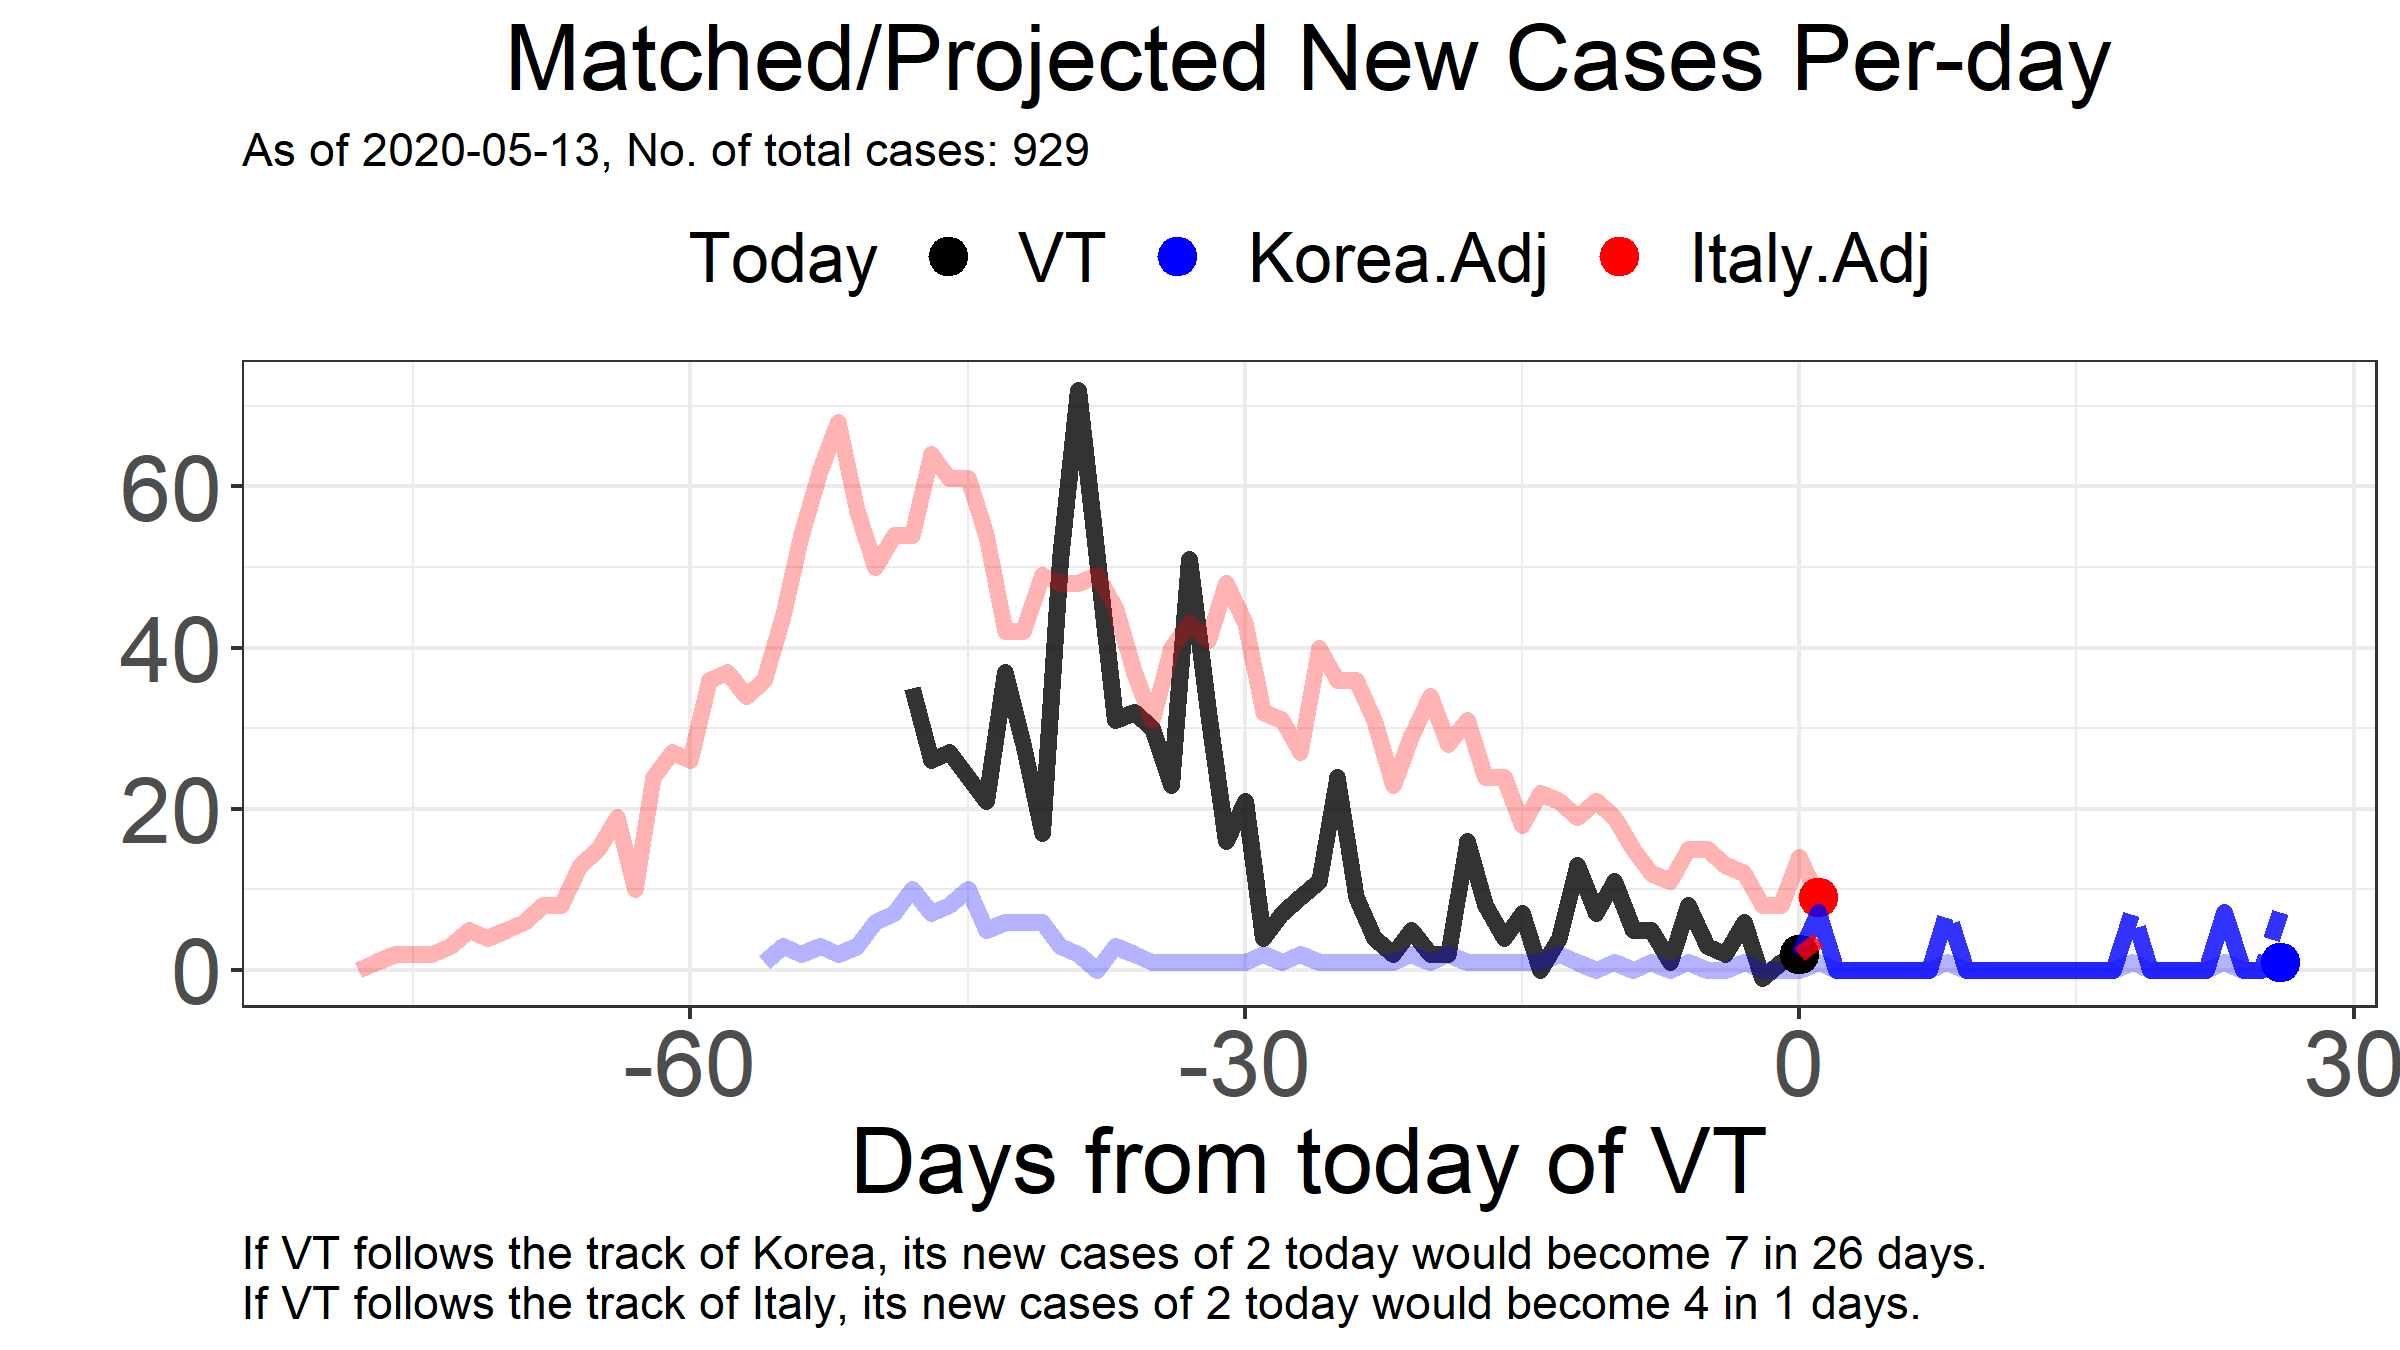 Matched/Projected New Cases Per-day
As of 2020-05-13, No. of total cases: 929
Today VT Korea.Adj Italy.Adj
60
40
20
0
-60 -30 0 30
Days from today of VT
If VT follows the track of Korea, its new cases of 2 today would become 7 in 26 days.
If VT follows the track of Italy, its new cases of 2 today would become 4 in 1 days.